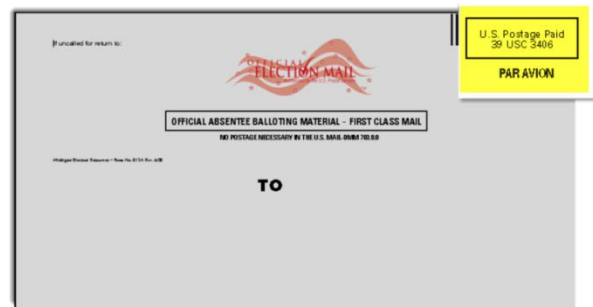 If uncalled for return to:
U.S. Postage Paid
39 USC 3406
PAR AVION
OFFICIAL
ELECTION MAIL
OFFICIAL ABSENTEE BALLOTING MATERIAL - FIRST CLASS MAIL
NO POSTAGE NECESSARY IN THE U.S. MAIL-DMM 703.8.0
TO